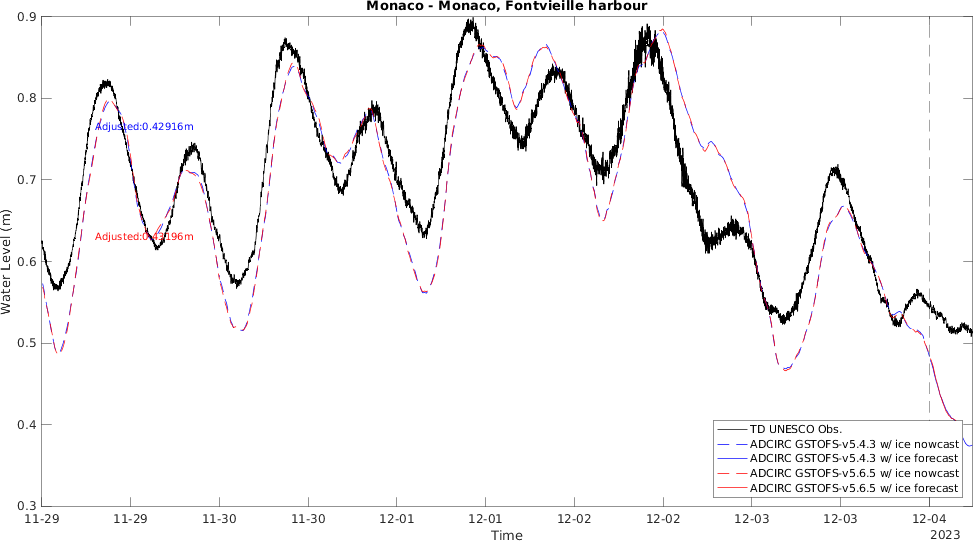 Monaco - Monaco, Fontvieille harbour
0.9
0.8
0.7
0.6
0.5
0.4
0.3
Water Level (m)
Adjusted:0.42916m
Adjusted:0.43196m
TD UNESCO Obs.
ADCIRC GSTOFS-v5.4.3 w/ ice nowcast
ADCIRC GSTOFS-v5.4.3 w/ ice forecast
ADCIRC GSTOFS-v5.6.5 w/ ice nowcast
ADCIRC GSTOFS-v5.6.5 w/ ice forecast
11-29 11-29 11-30 11-30 12-01 12-01 12-02 12-02 12-03 12-03 12-04
Time
2023